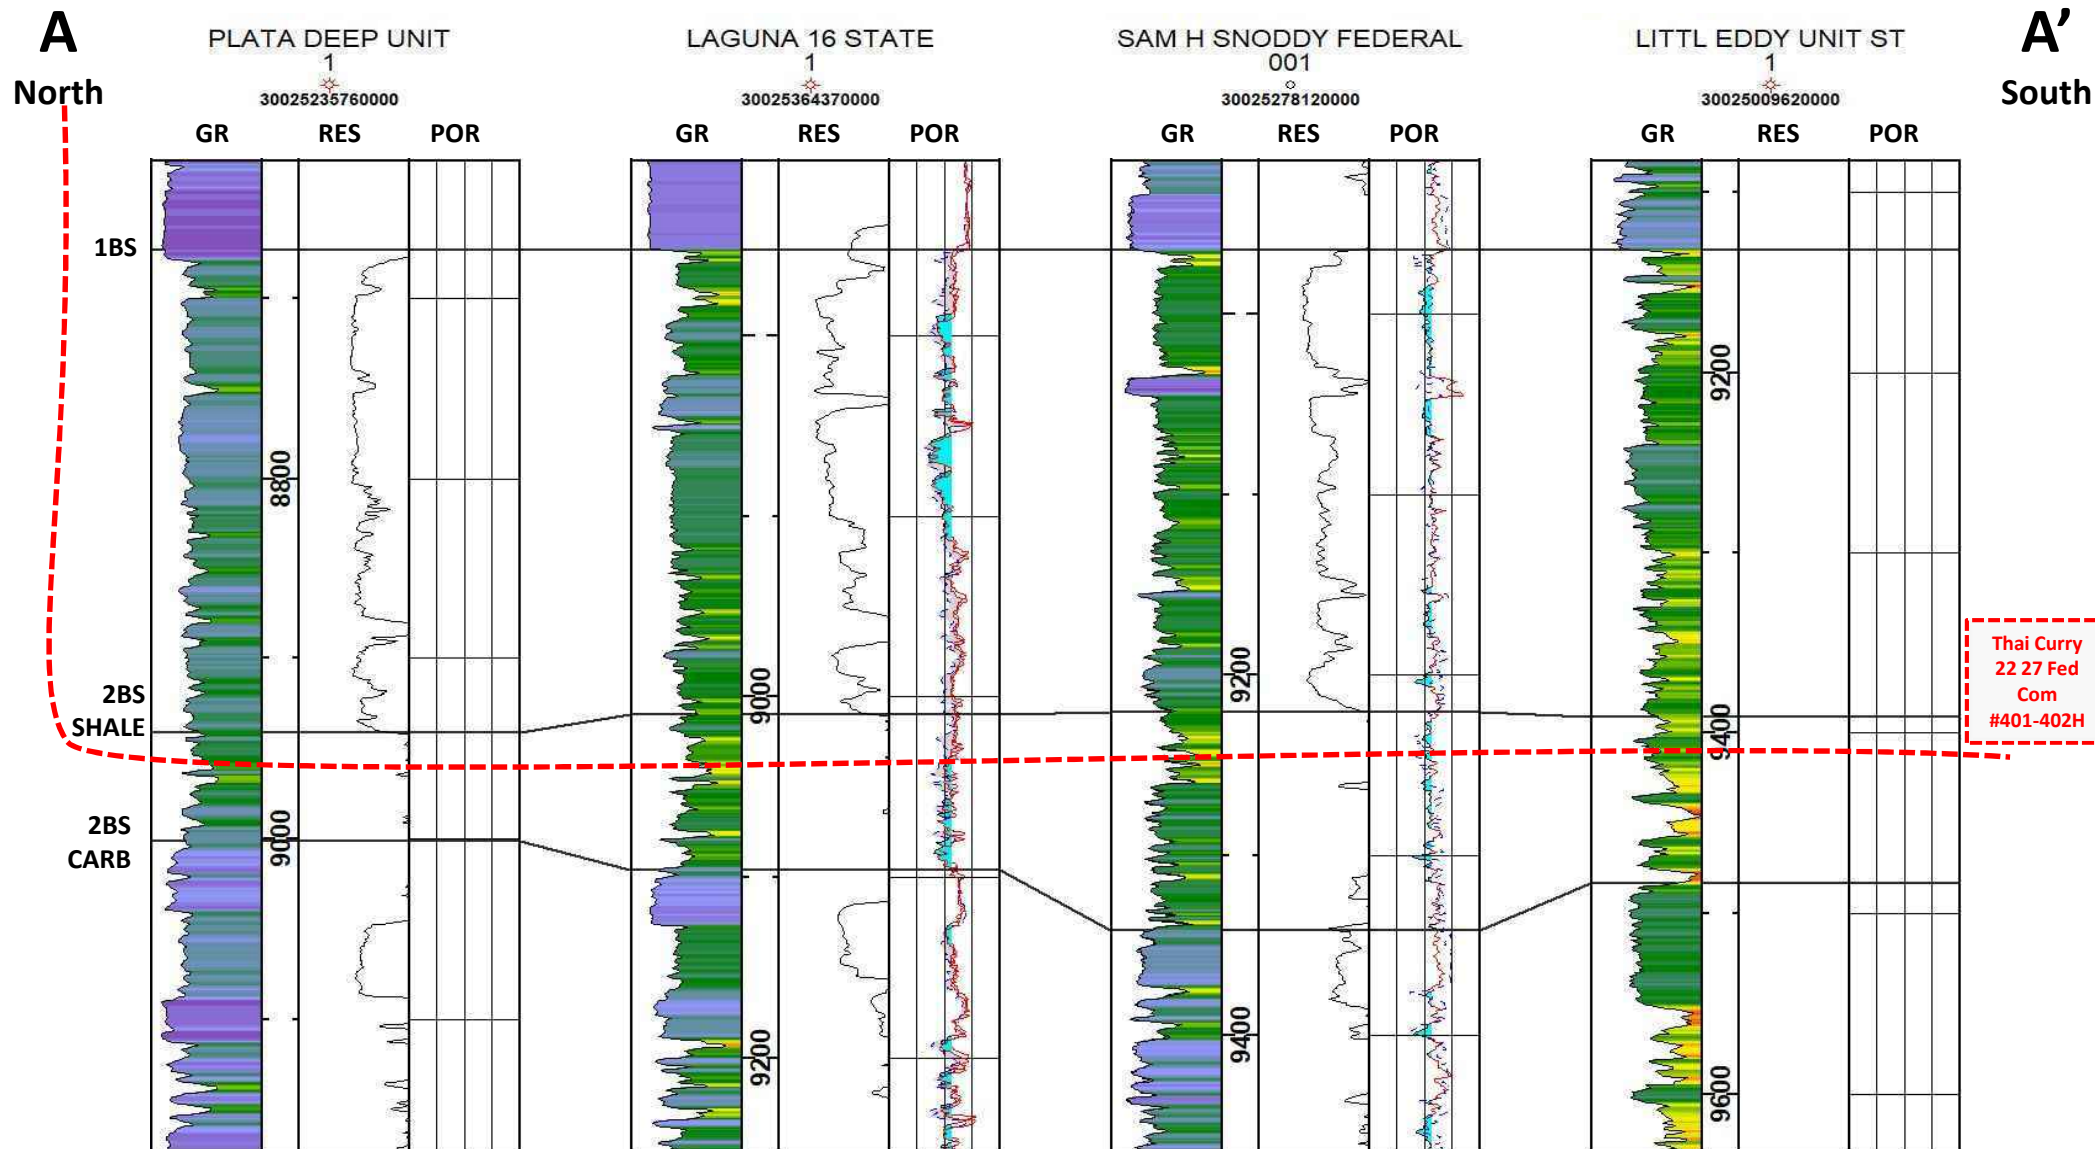 A
A′
North
South
PLATA DEEP UNIT
1
30025235760000
LAGUNA 16 STATE
1
30025364370000
SAM H SNODDY FEDERAL
001
30025278120000
LITTL EDDY UNIT ST
1
30025009620000
GR RES POR
GR RES POR
GR RES POR
GR RES POR
1BS
2BS
SHALE
2BS
CARB
8800
9000
9000
9200
9200
9400
9200
9400
9600
Thai Curry
22 27 Fed
Com
#401-402H